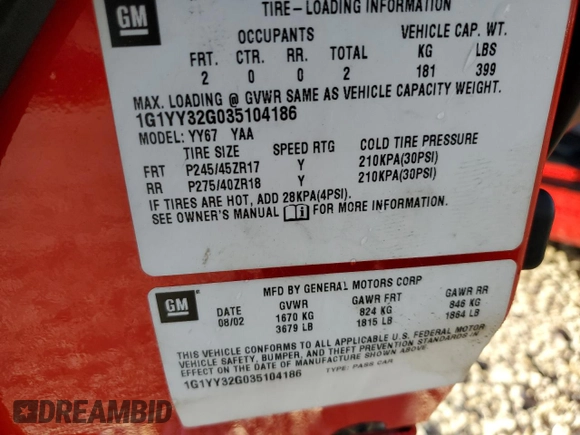 GM
TIRE-LOADING INFORMATION
OCCUPANTS VEHICLE CAP. WT.
FRT. CTR. RR. TOTAL KG LBS
2 0 0 2 181 399
MAX. LOADING @ GVWR SAME AS VEHICLE CAPACITY WEIGHT.
1G1YY32G035104186
MODEL: YY67 YAA
TIRE SIZE SPEED RTG COLD TIRE PRESSURE
FRT P245/45ZR17 Y 210KPA(30PSI)
RR P275/40ZR18 Y 210KPA(30PSI)
IF TIRES ARE HOT, ADD 28KPA(4PSI).
SEE OWNER'S MANUAL FOR MORE INFORMATION.
GM
MFD BY GENERAL MOTORS CORP
DATE GVWR GAWR FRT GAWR RR
08/02 1670 KG 824 KG 846 KG
3679 LB 1815 LB 1864 LB
THIS VEHICLE CONFORMS TO ALL APPLICABLE U.S. FEDERAL MOTOR
VEHICLE SAFETY, BUMPER, AND THEFT PREVENTION STANDARDS IN
EFFECT ON THE DATE OF MANUFACTURE SHOWN ABOVE.
1G1YY32G035104186 TYPE: PASS CAR
DREAMBID